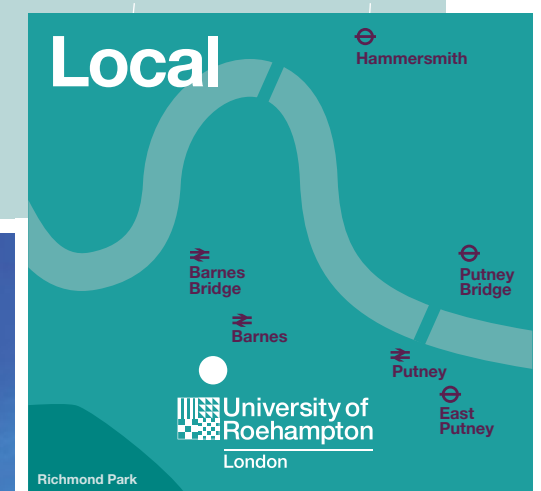 Local
Hammersmith
Barnes
Bridge
Putney
Bridge
Barnes
Putney
East
Putney
University of
Roehampton
London
Richmond Park